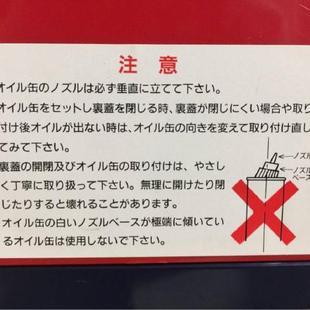 注意
オイル缶のノズルは必ず垂直に立てて下さい。
オイル缶をセットし裏蓋を閉じる時、裏蓋が閉じにくい場合や取り
付け後オイルが出ない時は、オイル缶の向きを変えて取り付け直し
てみて下さい。
裏蓋の開閉及びオイル缶の取り付けは、やさし
く丁寧に取り扱って下さい。無理に開けたり閉
じたりすると壊れることがあります。
オイル缶の白いノズルベースが極端に傾いてい
るオイル缶は使用しないで下さい。
ノズル
ノズル
ベース